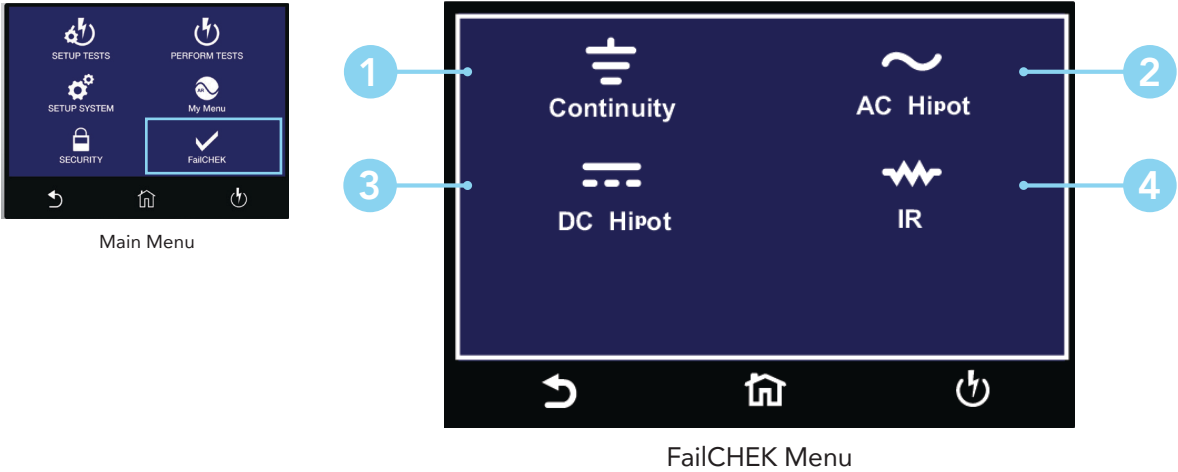 SETUP TESTS
PERFORM TESTS
SETUP SYSTEM
AR
My Menu
SECURITY
FailCHEK
Main Menu
1
Continuity
2
AC Hipot
3
DC Hipot
4
IR
FailCHEK Menu